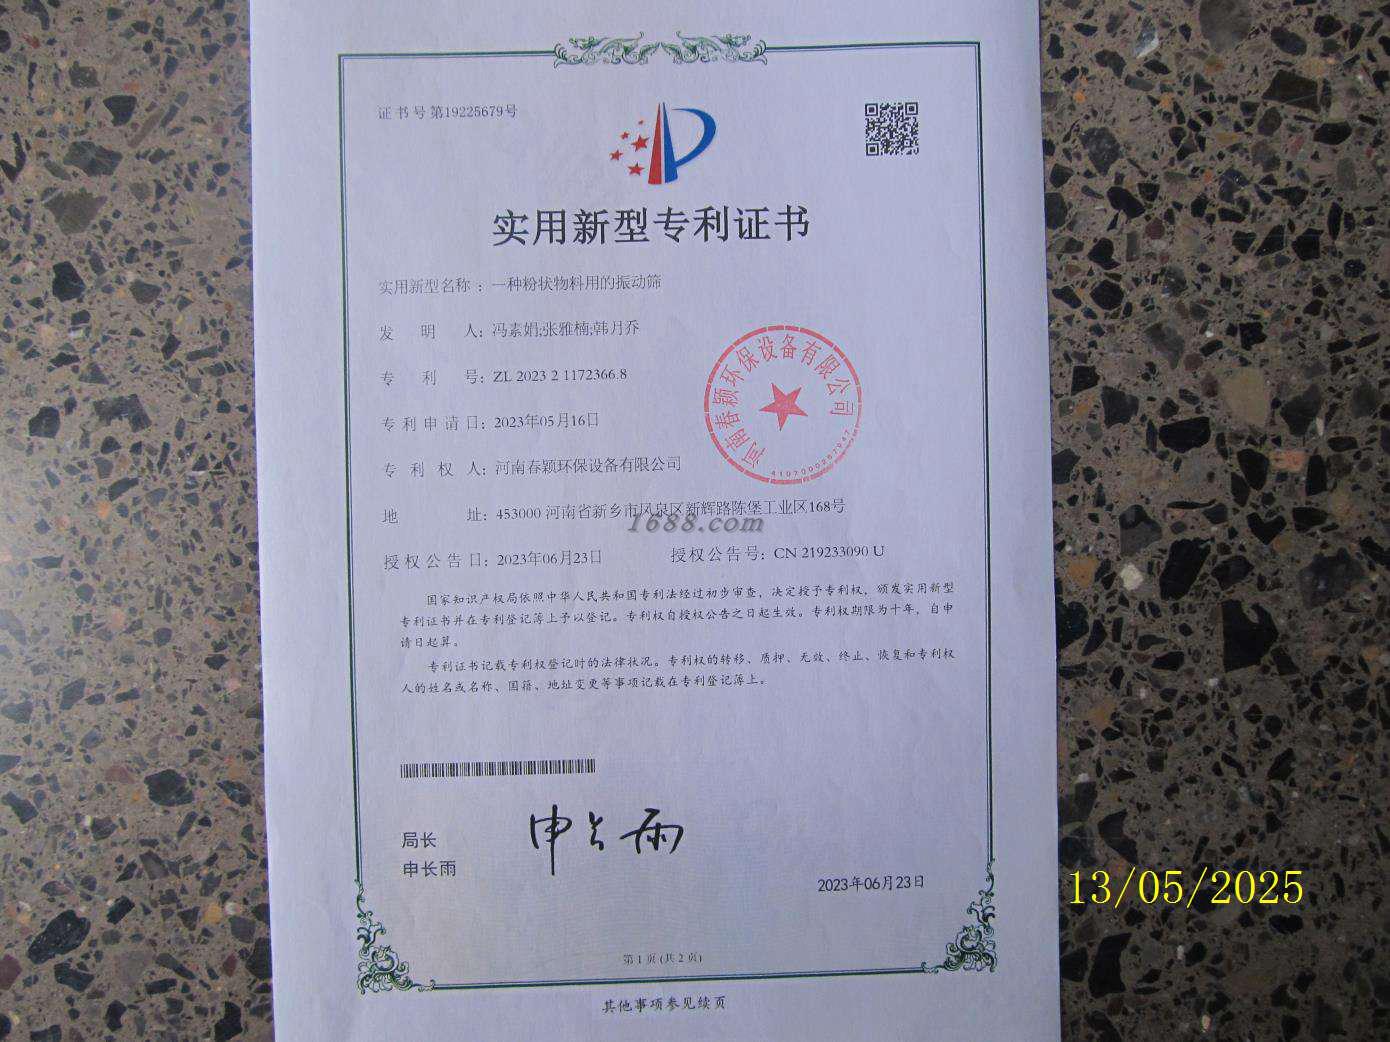 证书号第19225679号
实用新型专利证书
实用新型名称：一种粉状物料用的振动筛
发明人：冯素娟;张雅楠;韩月乔
专利号：ZL 2023 2 1172366.8
专利申请日：2023年05月16日
专利权人：河南春颖环保设备有限公司
地址：453000 河南省新乡市凤泉区新辉路陈堡工业区168号
授权公告日：2023年06月23日 授权公告号：CN 219233090 U
河南春颖环保设备有限公司
4107000267947
1688.com
国家知识产权局依照中华人民共和国专利法经过初步审查，决定授予专利权，颁发实用新型
专利证书并在专利登记簿上予以登记。专利权自授权公告之日起生效。专利权期限为十年，自申
请日起算。
专利证书记载专利权登记时的法律状况。专利权的转移、质押、无效、终止、恢复和专利权
人的姓名或名称、国籍、地址变更等事项记载在专利登记簿上。
局长
申长雨
申长雨
2023年06月23日
第1页(共2页)
其他事项参见续页
13/05/2025